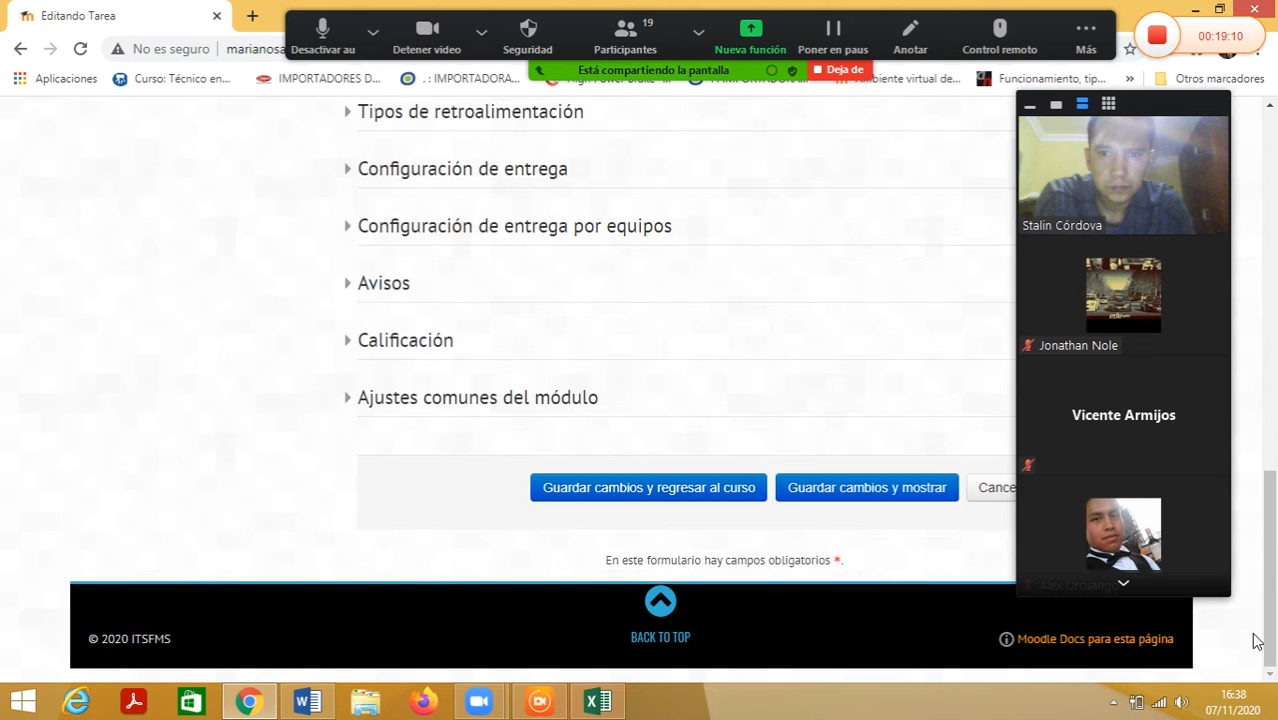 Editando Tarea
19
Desactivar au
Detener video
Seguridad
Participantes
Nueva función
Poner en paus
Anotar
Control remoto
Más
00:19:10
No es seguro
marianosa
Está compartiendo la pantalla
Deja de
Aplicaciones
Curso: Técnico en...
IMPORTADORES D...
. : IMPORTADORA...
Ambiente virtual de...
Funcionamiento, tip...
»
Otros marcadores
Tipos de retroalimentación
Configuración de entrega
Configuración de entrega por equipos
Avisos
Calificación
Ajustes comunes del módulo
Stalin Córdova
Jonathan Nole
Vicente Armijos
Alex Urcuango
Guardar cambios y regresar al curso
Guardar cambios y mostrar
Cance
En este formulario hay campos obligatorios *.
BACK TO TOP
© 2020 ITSFMS
Moodle Docs para esta página
16:38
07/11/2020